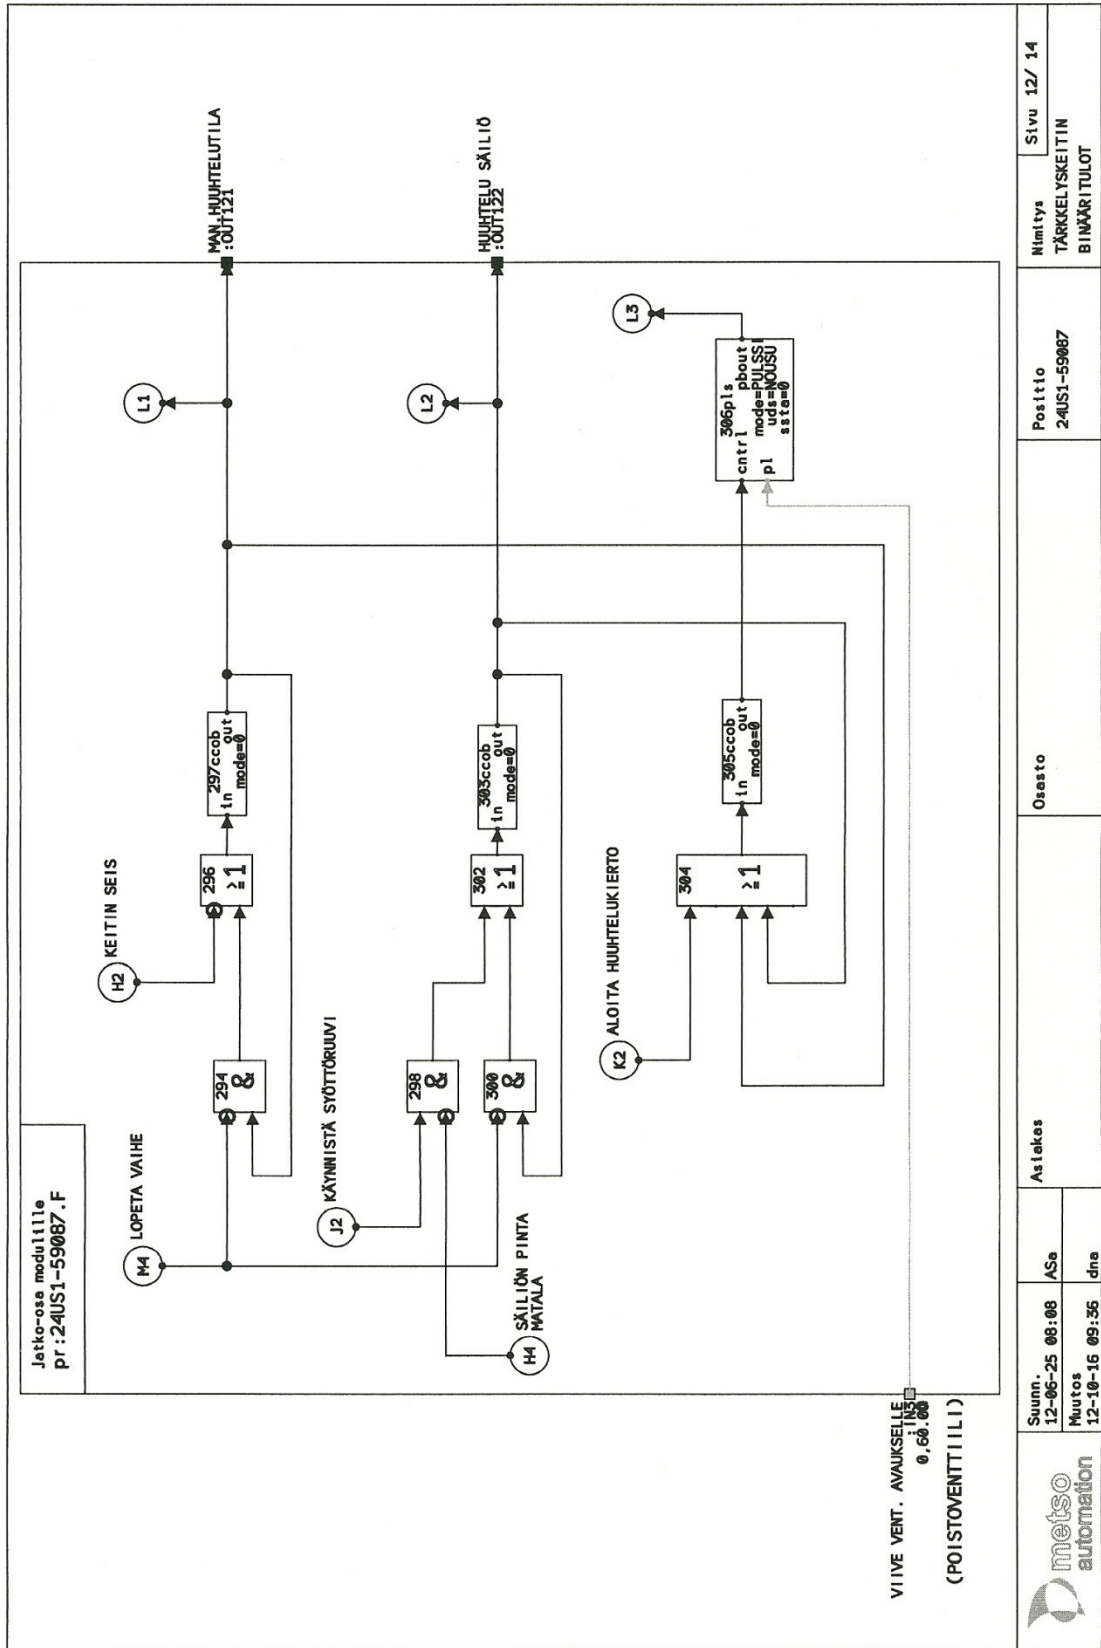 Jatko-osa modulille
pr:24US1-59087.F
M4
LOPETA VAIHE
H2
KEITIN SEIS
294
&
296
>=1
297ccob
in out
mode=0
L1
MAN.HUUHTELUTILA
:OUT121
J2
KÄYNNISTÄ SYÖTTÖRUUVI
298
&
300
&
302
>=1
303ccob
in out
mode=0
L2
HUUHTELU SÄILIÖ
:OUT122
H4
SÄILIÖN PINTA
MATALA
K2
ALOITA HUUHTELUKIERTO
304
>=1
305ccob
in out
mode=0
306pls
cntrl pbout
pl mode=PULSSI
uds=NOUSU
ssta=0
L3
VIIVE VENT. AVAUKSELLE
:IN3
0,60.00
(POISTOVENTTIILI)
metso
automation
Suunn.
12-06-25 08:08 ASa
Muutos
12-10-16 09:36 dna
Asiakas
Osasto
Positio
24US1-59087
Nimitys
TÄRKKELYSKEITIN
BINÄÄRITULOT
Sivu 12/ 14